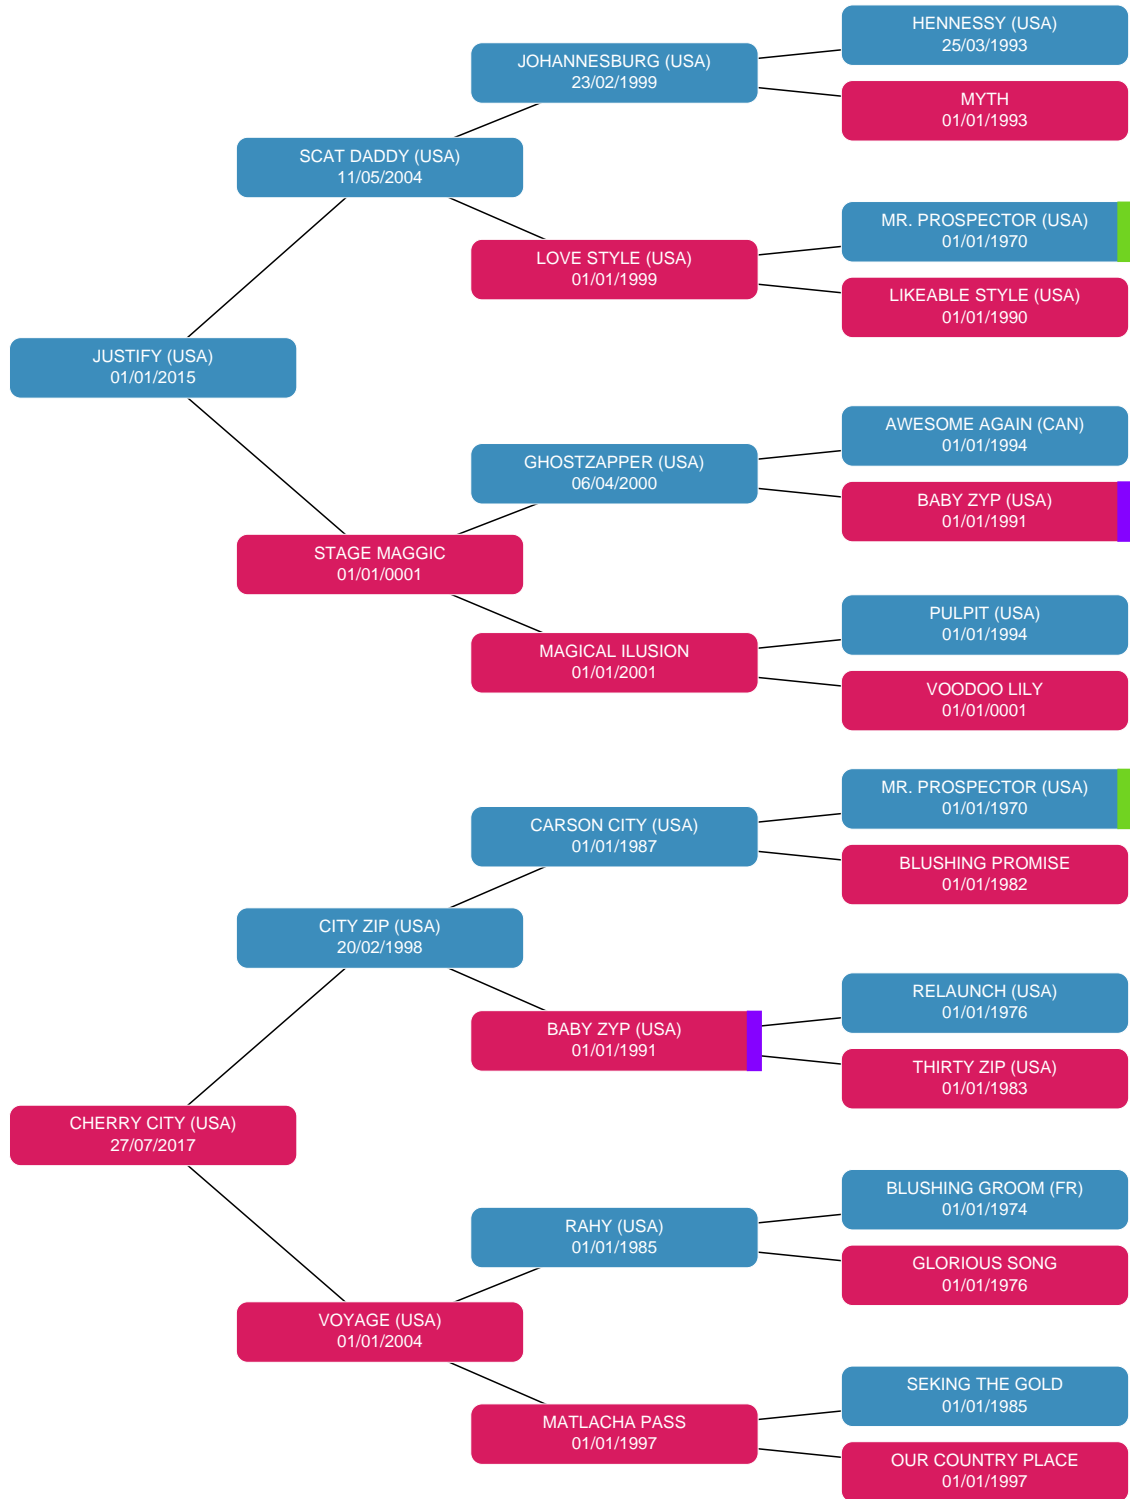 HENNESSY (USA)
25/03/1993
JOHANNESBURG (USA)
23/02/1999
MYTH
01/01/1993
SCAT DADDY (USA)
11/05/2004
MR. PROSPECTOR (USA)
01/01/1970
LOVE STYLE (USA)
01/01/1999
LIKEABLE STYLE (USA)
01/01/1990
JUSTIFY (USA)
01/01/2015
AWESOME AGAIN (CAN)
01/01/1994
GHOSTZAPPER (USA)
06/04/2000
BABY ZYP (USA)
01/01/1991
STAGE MAGGIC
01/01/0001
PULPIT (USA)
01/01/1994
MAGICAL ILUSION
01/01/2001
VOODOO LILY
01/01/0001
MR. PROSPECTOR (USA)
01/01/1970
CARSON CITY (USA)
01/01/1987
BLUSHING PROMISE
01/01/1982
CITY ZIP (USA)
20/02/1998
RELAUNCH (USA)
01/01/1976
BABY ZYP (USA)
01/01/1991
THIRTY ZIP (USA)
01/01/1983
CHERRY CITY (USA)
27/07/2017
BLUSHING GROOM (FR)
01/01/1974
RAHY (USA)
01/01/1985
GLORIOUS SONG
01/01/1976
VOYAGE (USA)
01/01/2004
SEKING THE GOLD
01/01/1985
MATLACHA PASS
01/01/1997
OUR COUNTRY PLACE
01/01/1997